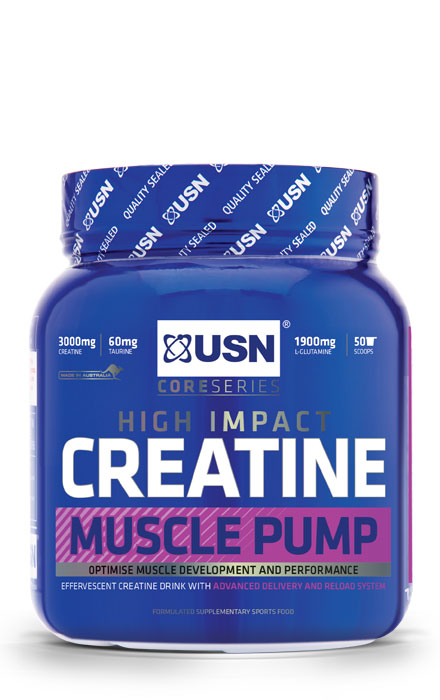 USN QUALITY SEALED
3000mg CREATINE
60mg TAURINE
USN®
1900mg L-GLUTAMINE
50 SCOOPS
MADE IN AUSTRALIA
CORESERIES
HIGH IMPACT
CREATINE
MUSCLE PUMP
OPTIMISE MUSCLE DEVELOPMENT AND PERFORMANCE
EFFERVESCENT CREATINE DRINK WITH ADVANCED DELIVERY AND RELOAD SYSTEM
FORMULATED SUPPLEMENTARY SPORTS FOOD